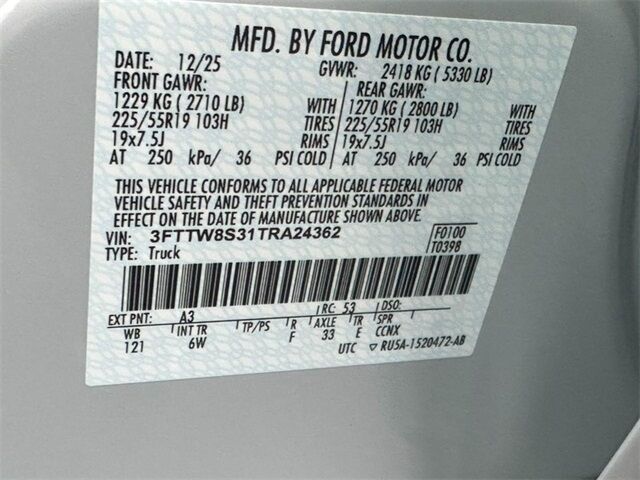 MFD. BY FORD MOTOR CO.
DATE: 12/25 GVWR: 2418 KG ( 5330 LB)
FRONT GAWR: REAR GAWR:
1229 KG ( 2710 LB) WITH 1270 KG ( 2800 LB) WITH
225/55R19 103H TIRES 225/55R19 103H TIRES
19x7.5J RIMS 19x7.5J RIMS
AT 250 kPa/ 36 PSI COLD AT 250 kPa/ 36 PSI COLD
THIS VEHICLE CONFORMS TO ALL APPLICABLE FEDERAL MOTOR
VEHICLE SAFETY AND THEFT PREVENTION STANDARDS IN
EFFECT ON THE DATE OF MANUFACTURE SHOWN ABOVE.
VIN: 3FTTW8S31TRA24362 F0100
TYPE: Truck T0398
EXT PNT: A3 RC: 53 DSO:
WB INT TR TP/PS R AXLE TR SPR
121 6W F 33 E CCNX
UTC ▽ RU5A-1520472-AB